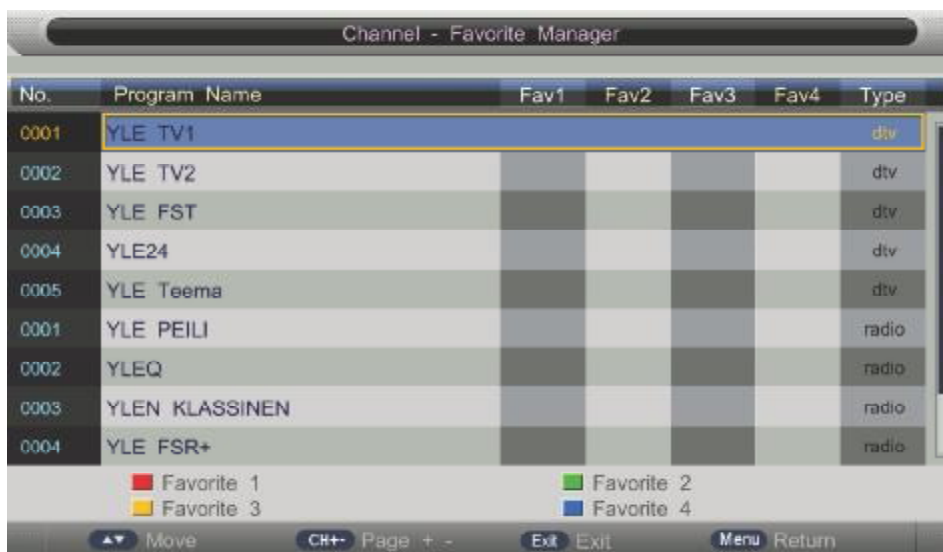 Channel - Favorite Manager
No. Program Name Fav1 Fav2 Fav3 Fav4 Type
0001 YLE TV1 dtv
0002 YLE TV2 dtv
0003 YLE FST dtv
0004 YLE24 dtv
0005 YLE Teema dtv
0001 YLE PEILI radio
0002 YLEQ radio
0003 YLEN KLASSINEN radio
0004 YLE FSR+ radio
Favorite 1 Favorite 2
Favorite 3 Favorite 4
▲▼ Move CH+- Page + - Exit Exit Menu Return